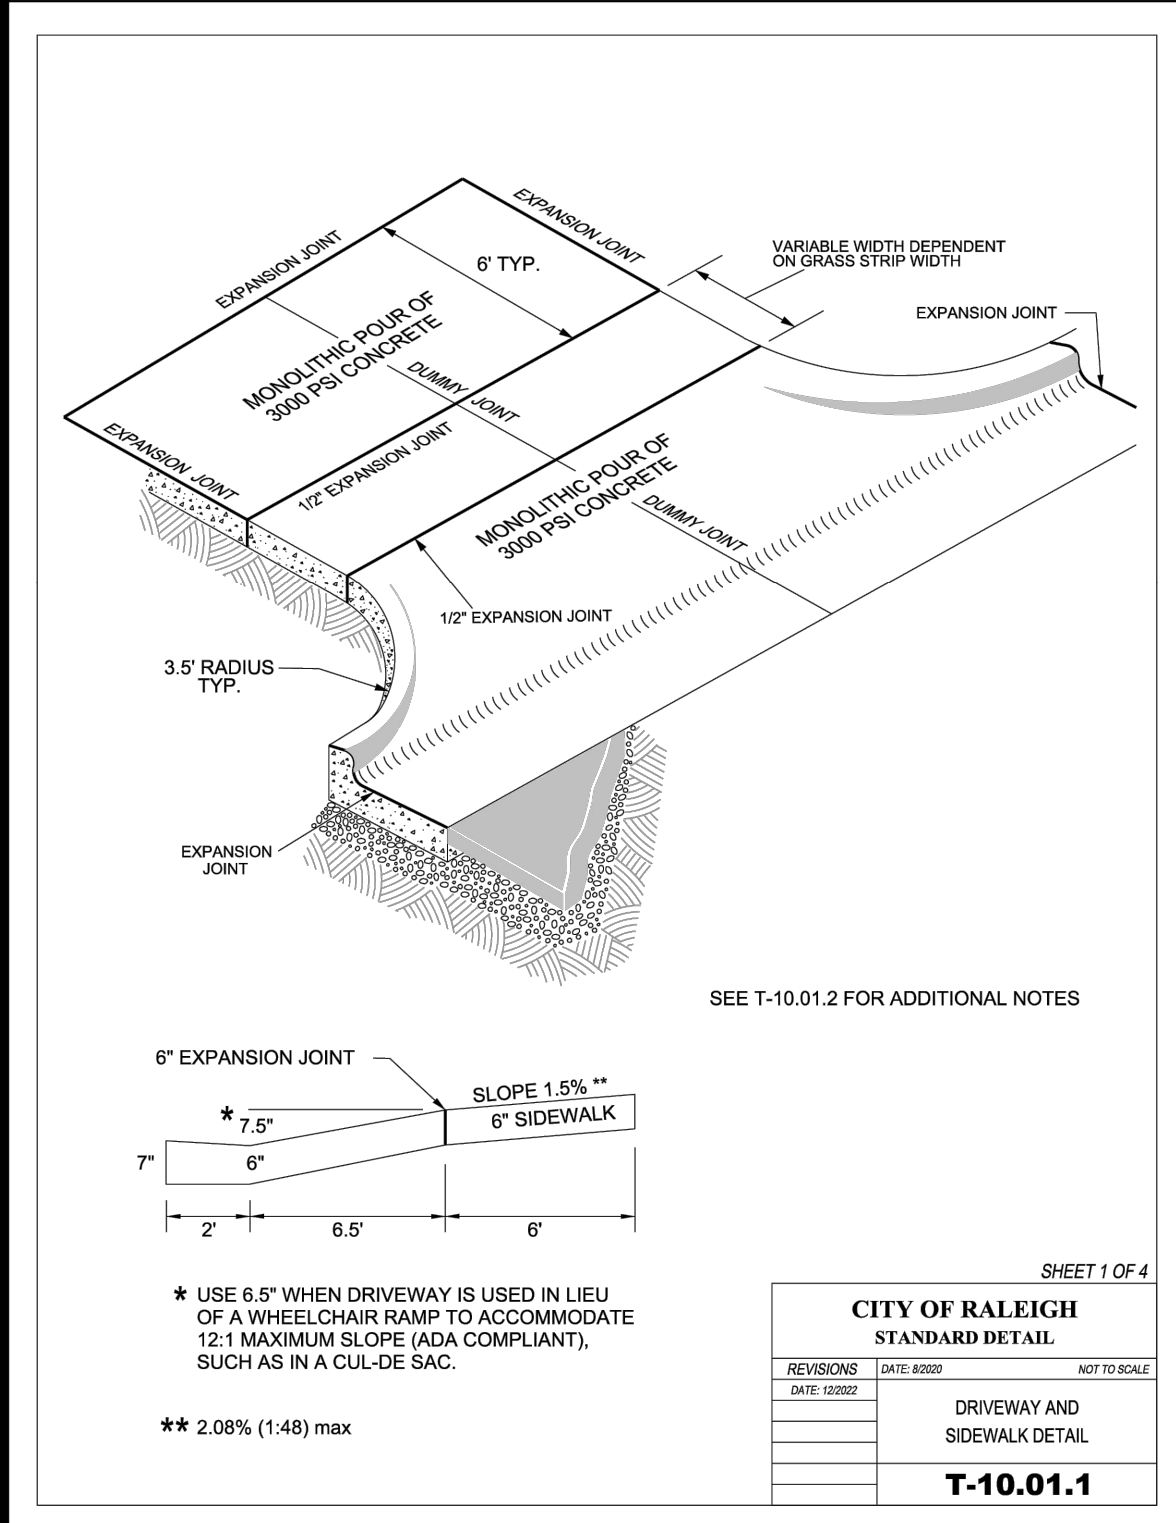 EXPANSION JOINT
EXPANSION JOINT
6' TYP.
VARIABLE WIDTH DEPENDENT
ON GRASS STRIP WIDTH
EXPANSION JOINT
MONOLITHIC POUR OF
3000 PSI CONCRETE
DUMMY JOINT
EXPANSION JOINT
1/2" EXPANSION JOINT
MONOLITHIC POUR OF
3000 PSI CONCRETE
DUMMY JOINT
1/2" EXPANSION JOINT
3.5' RADIUS
TYP.
EXPANSION
JOINT
SEE T-10.01.2 FOR ADDITIONAL NOTES
6" EXPANSION JOINT
SLOPE 1.5% **
* 7.5"
6" SIDEWALK
7"
6"
2'
6.5'
6'
* USE 6.5" WHEN DRIVEWAY IS USED IN LIEU
OF A WHEELCHAIR RAMP TO ACCOMMODATE
12:1 MAXIMUM SLOPE (ADA COMPLIANT),
SUCH AS IN A CUL-DE SAC.
** 2.08% (1:48) max
SHEET 1 OF 4
CITY OF RALEIGH
STANDARD DETAIL
REVISIONS
DATE: 8/2020
NOT TO SCALE
DATE: 12/2022
DRIVEWAY AND
SIDEWALK DETAIL
T-10.01.1